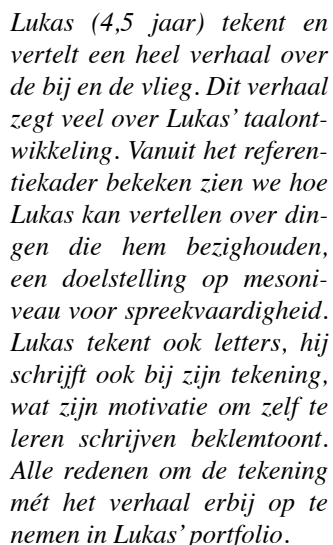 Lukas (4,5 jaar) tekent en
vertelt een heel verhaal over
de bij en de vlieg. Dit verhaal
zegt veel over Lukas’ taalont-
wikkeling. Vanuit het referen-
tiekader bekeken zien we hoe
Lukas kan vertellen over din-
gen die hem bezighouden,
een doelstelling op mesoni-
veau voor spreekvaardigheid.
Lukas tekent ook letters, hij
schrijft ook bij zijn tekening,
wat zijn motivatie om zelf te
leren schrijven beklemtoont.
Alle redenen om de tekening
mét het verhaal erbij op te
nemen in Lukas’ portfolio.